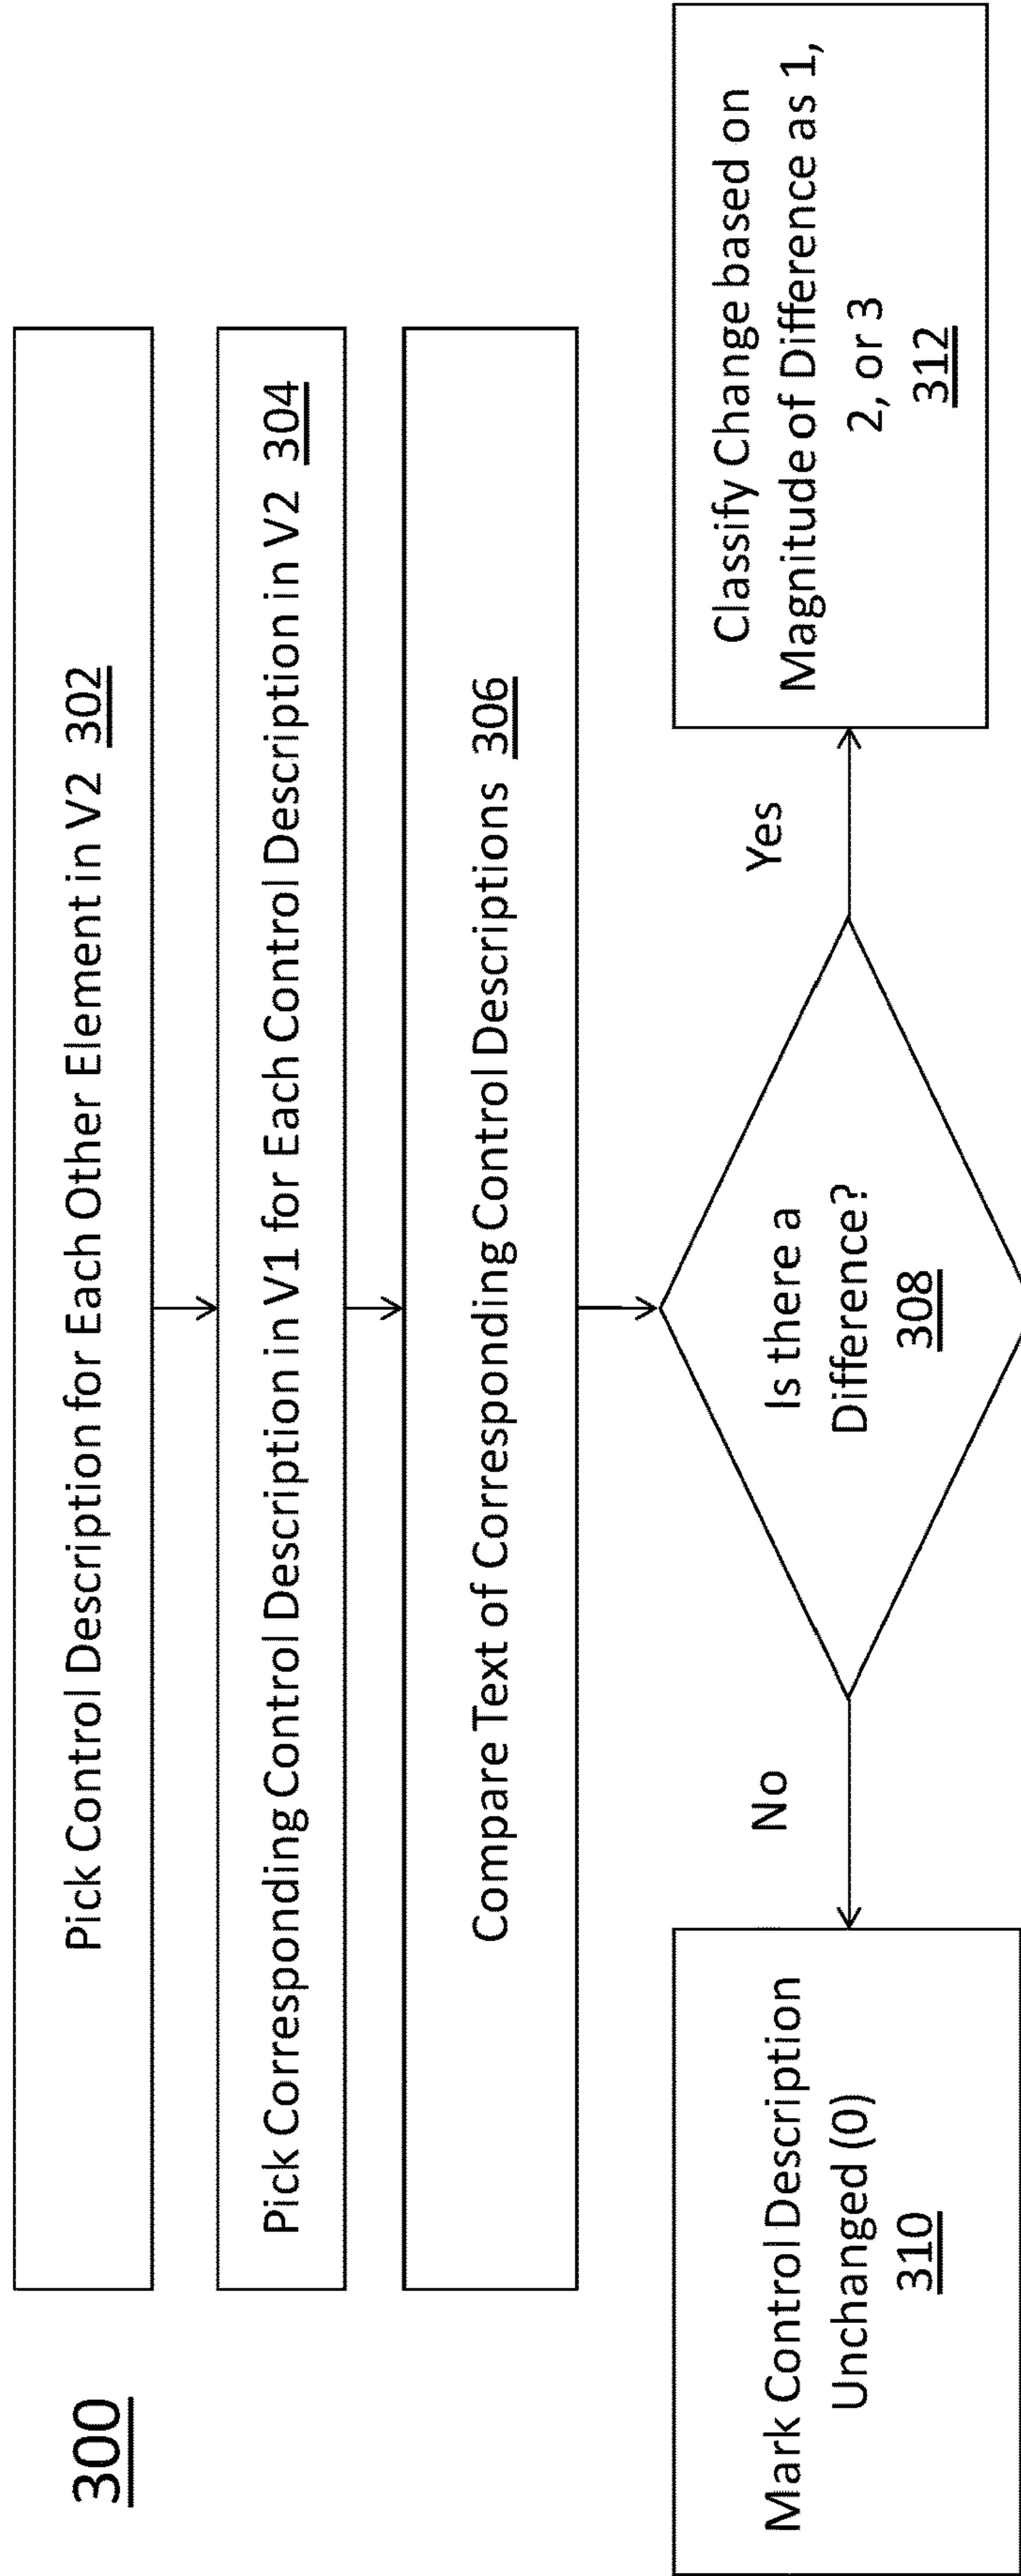 300
Pick Control Description for Each Other Element in V2 302
Pick Corresponding Control Description in V1 for Each Control Description in V2 304
Compare Text of Corresponding Control Descriptions 306
Is there a
Difference?
308
No
Yes
Mark Control Description
Unchanged (0)
310
Classify Change based on
Magnitude of Difference as 1,
2, or 3
312